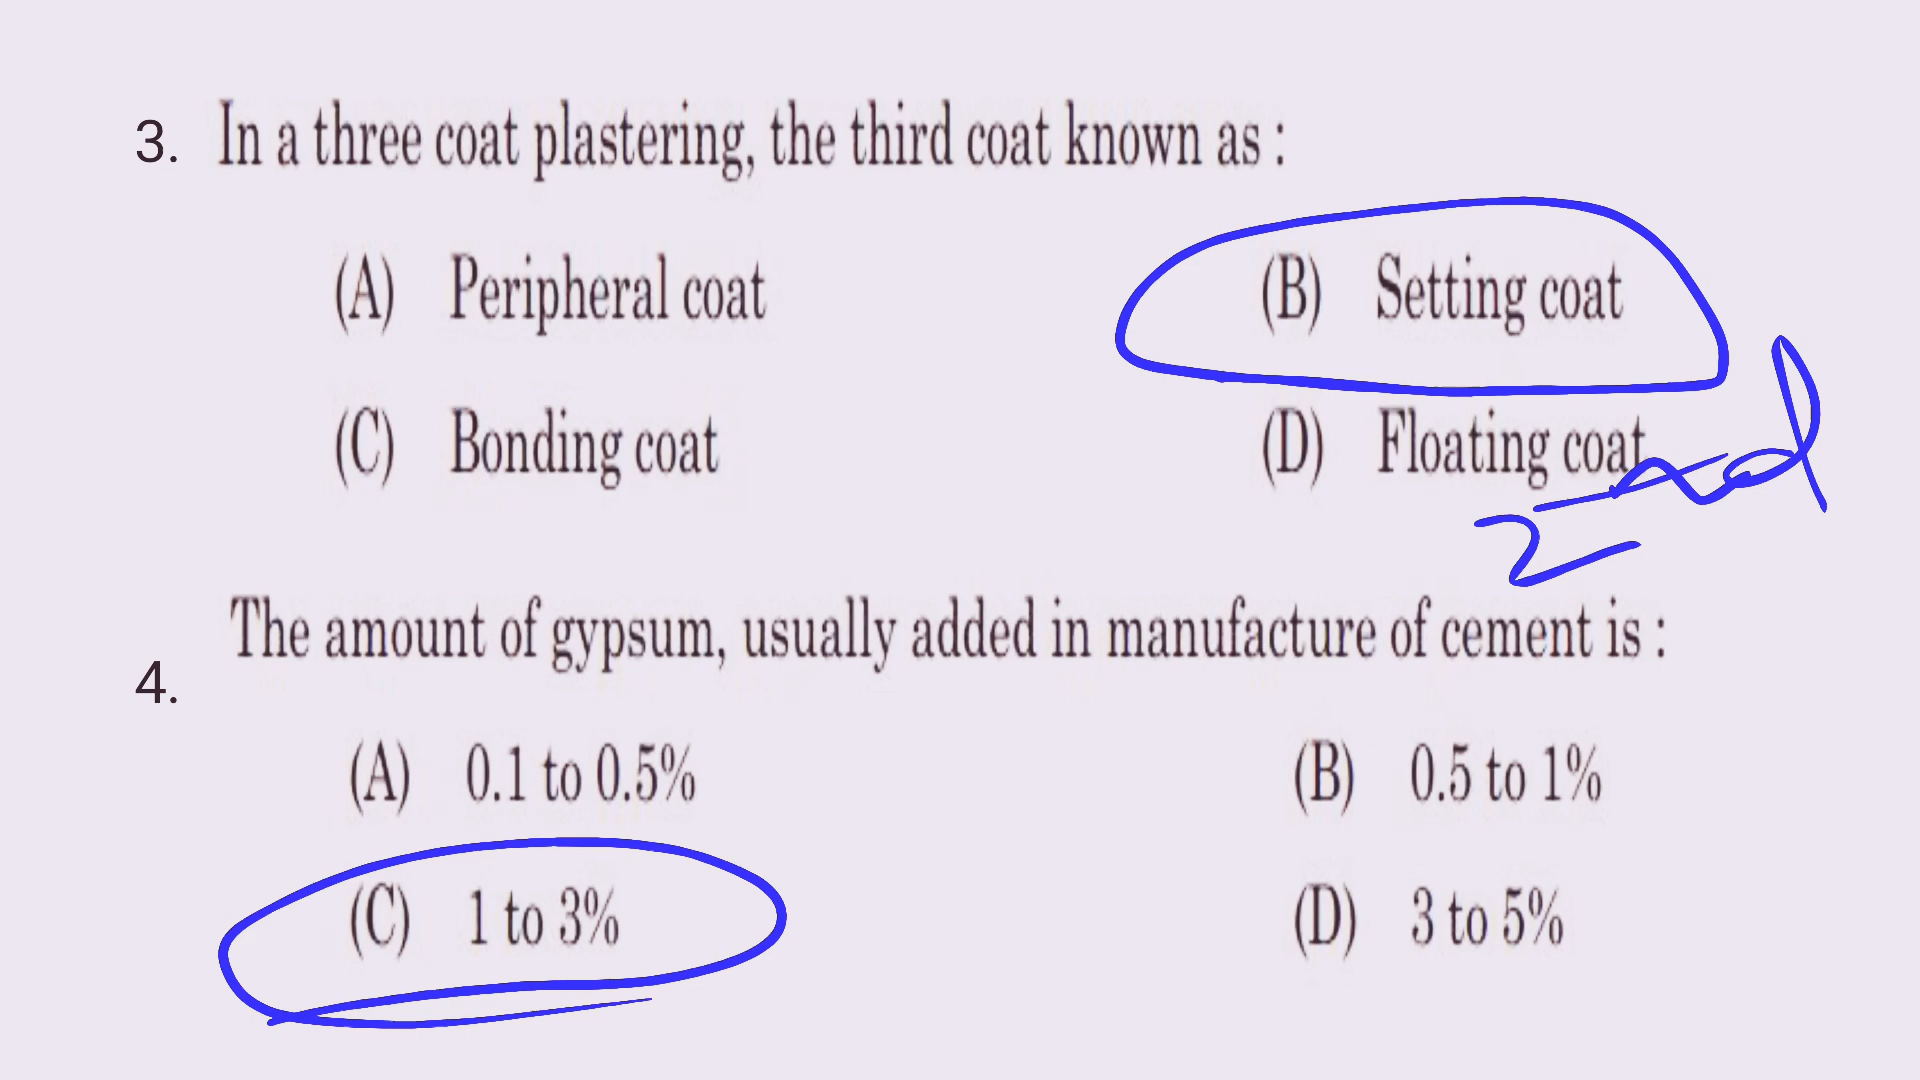 3. In a three coat plastering, the third coat known as :
(A) Peripheral coat (B) Setting coat
(C) Bonding coat (D) Floating coat
2nd
4. The amount of gypsum, usually added in manufacture of cement is :
(A) 0.1 to 0.5% (B) 0.5 to 1%
(C) 1 to 3% (D) 3 to 5%